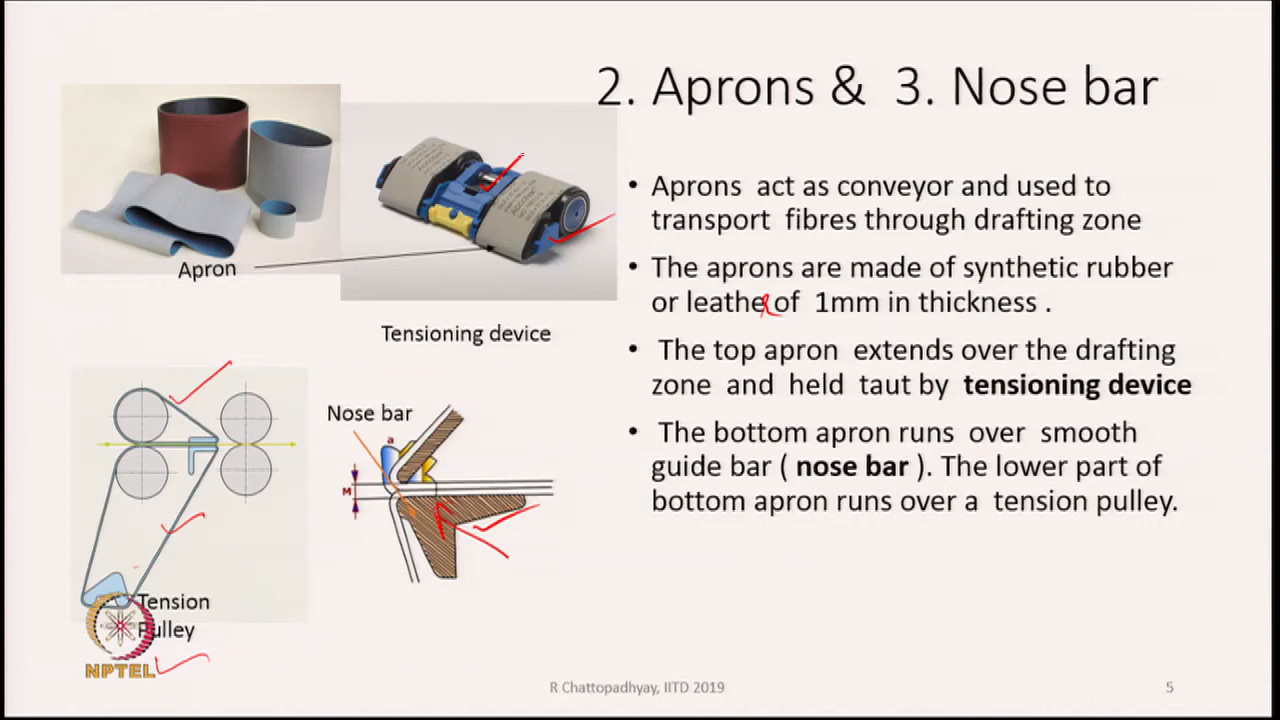 2. Aprons & 3. Nose bar
Apron
Tensioning device
Nose bar
a
M
Tension
Pulley
NPTEL
• Aprons act as conveyor and used to
transport fibres through drafting zone
• The aprons are made of synthetic rubber
or leather of 1mm in thickness .
• The top apron extends over the drafting
zone and held taut by tensioning device
• The bottom apron runs over smooth
guide bar ( nose bar ). The lower part of
bottom apron runs over a tension pulley.
R Chattopadhyay, IITD 2019
5